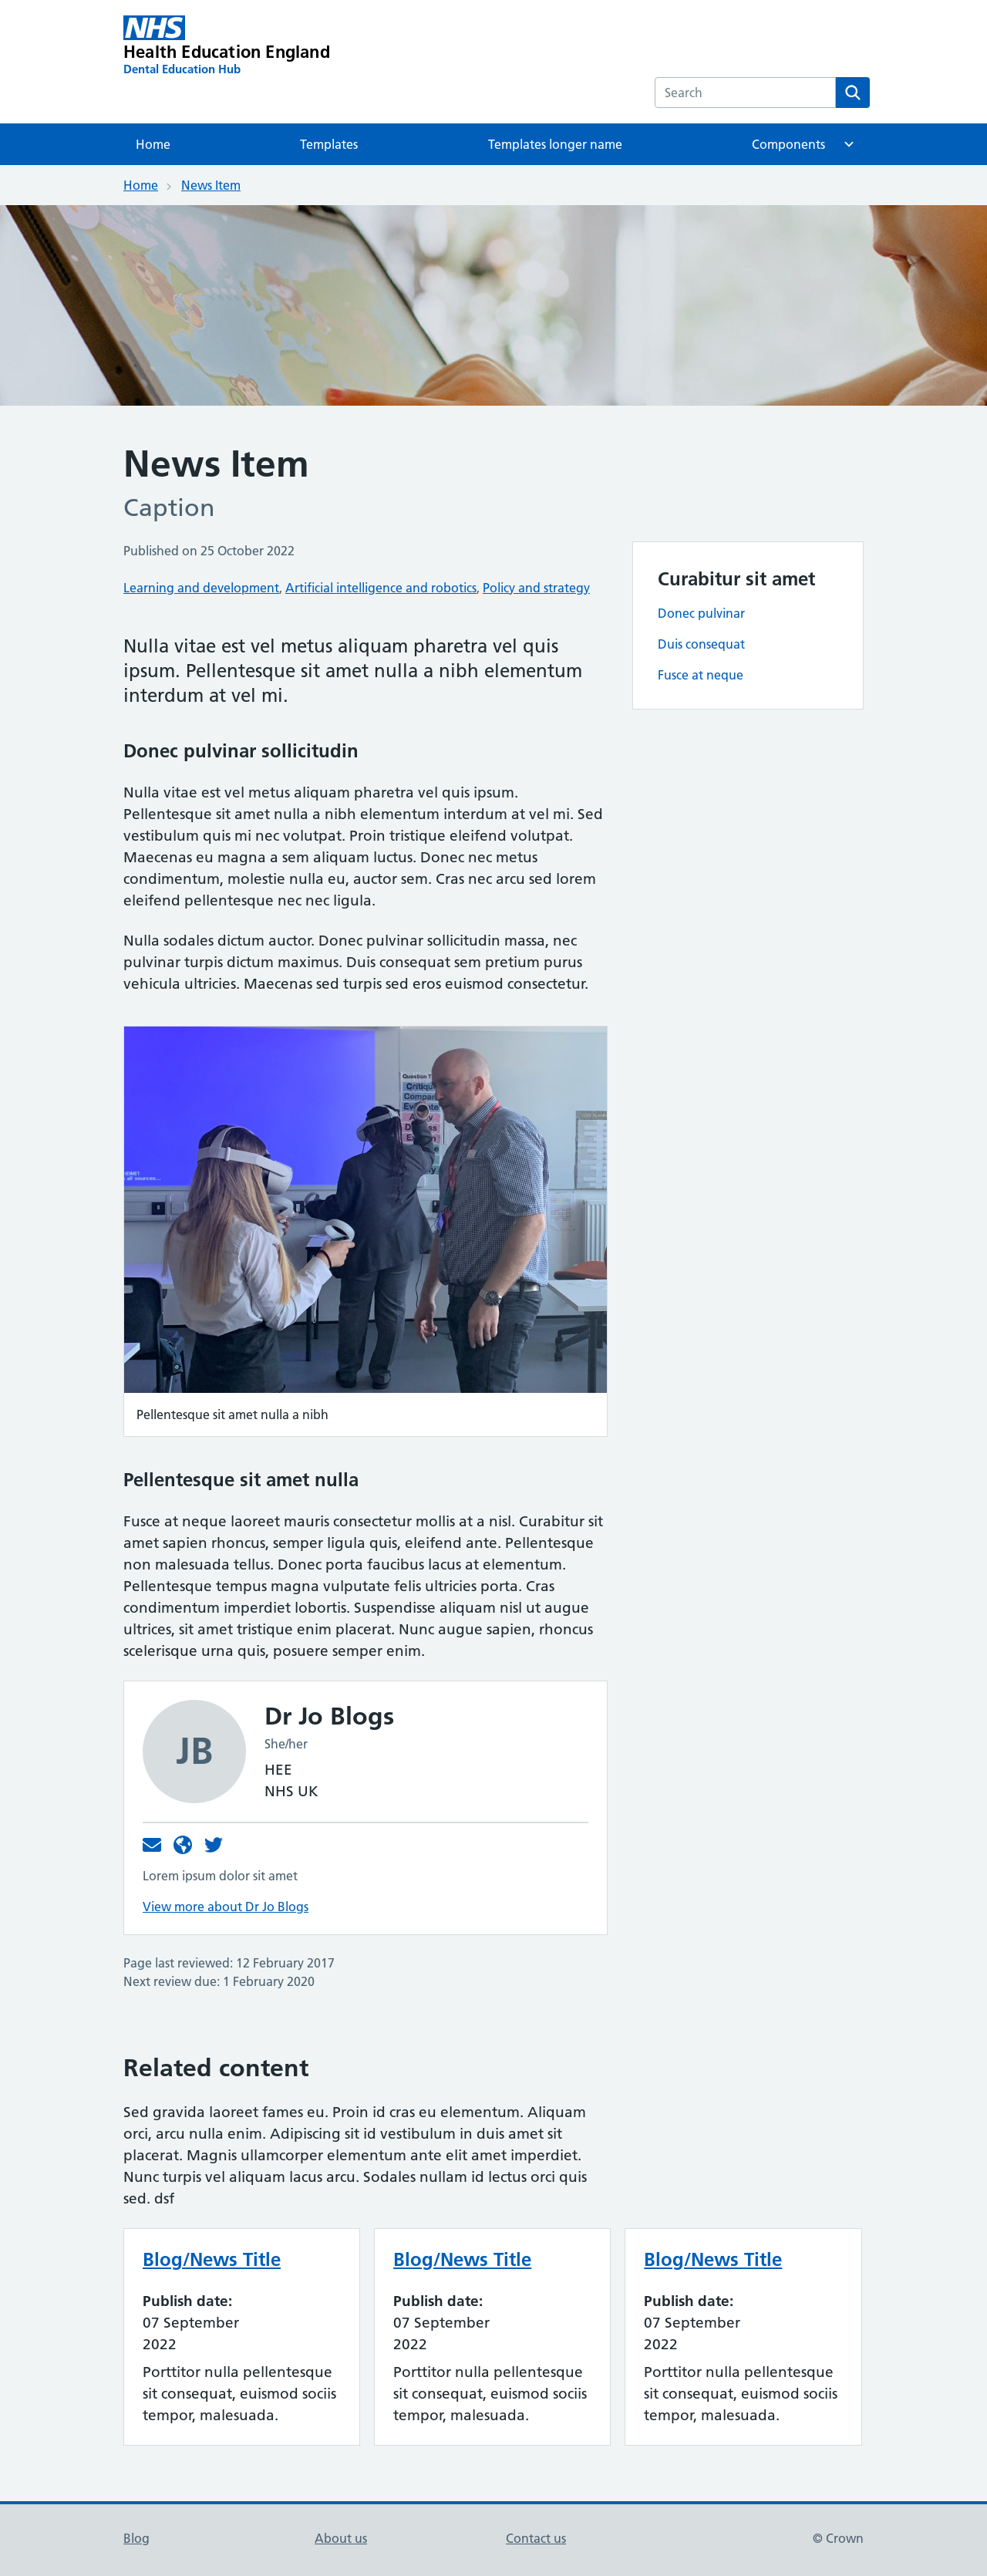 NHS
Health Education England
Dental Education Hub
Search
Home
Templates
Templates longer name
Components
Home
News Item
News Item
Caption
Published on 25 October 2022
Learning and development, Artificial intelligence and robotics, Policy and strategy
Curabitur sit amet
Donec pulvinar
Duis consequat
Fusce at neque
Nulla vitae est vel metus aliquam pharetra vel quis
ipsum. Pellentesque sit amet nulla a nibh elementum
interdum at vel mi.
Donec pulvinar sollicitudin
Nulla vitae est vel metus aliquam pharetra vel quis ipsum.
Pellentesque sit amet nulla a nibh elementum interdum at vel mi. Sed
vestibulum quis mi nec volutpat. Proin tristique eleifend volutpat.
Maecenas eu magna a sem aliquam luctus. Donec nec metus
condimentum, molestie nulla eu, auctor sem. Cras nec arcu sed lorem
eleifend pellentesque nec nec ligula.
Nulla sodales dictum auctor. Donec pulvinar sollicitudin massa, nec
pulvinar turpis dictum maximus. Duis consequat sem pretium purus
vehicula ultricies. Maecenas sed turpis sed eros euismod consectetur.
Question
Pellentesque sit amet nulla a nibh
Pellentesque sit amet nulla
Fusce at neque laoreet mauris consectetur mollis at a nisl. Curabitur sit
amet sapien rhoncus, semper ligula quis, eleifend ante. Pellentesque
non malesuada tellus. Donec porta faucibus lacus at elementum.
Pellentesque tempus magna vulputate felis ultricies porta. Cras
condimentum imperdiet lobortis. Suspendisse aliquam nisl ut augue
ultrices, sit amet tristique enim placerat. Nunc augue sapien, rhoncus
scelerisque urna quis, posuere semper enim.
JB
Dr Jo Blogs
She/her
HEE
NHS UK
Lorem ipsum dolor sit amet
View more about Dr Jo Blogs
Page last reviewed: 12 February 2017
Next review due: 1 February 2020
Related content
Sed gravida laoreet fames eu. Proin id cras eu elementum. Aliquam
orci, arcu nulla enim. Adipiscing sit id vestibulum in duis amet sit
placerat. Magnis ullamcorper elementum ante elit amet imperdiet.
Nunc turpis vel aliquam lacus arcu. Sodales nullam id lectus orci quis
sed. dsf
Blog/News Title
Publish date:
07 September
2022
Porttitor nulla pellentesque
sit consequat, euismod sociis
tempor, malesuada.
Blog/News Title
Publish date:
07 September
2022
Porttitor nulla pellentesque
sit consequat, euismod sociis
tempor, malesuada.
Blog/News Title
Publish date:
07 September
2022
Porttitor nulla pellentesque
sit consequat, euismod sociis
tempor, malesuada.
Blog
About us
Contact us
© Crown